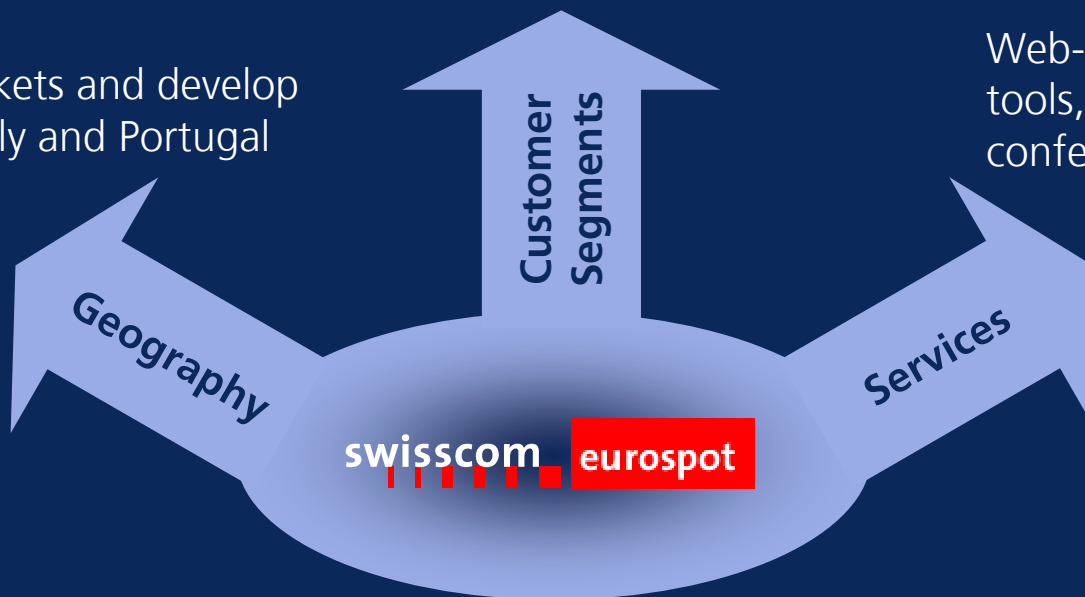 kets and develop
ly and Portugal
Web-
tools,
confe
Customer
Segments
Geography
Services
swisscom eurospot